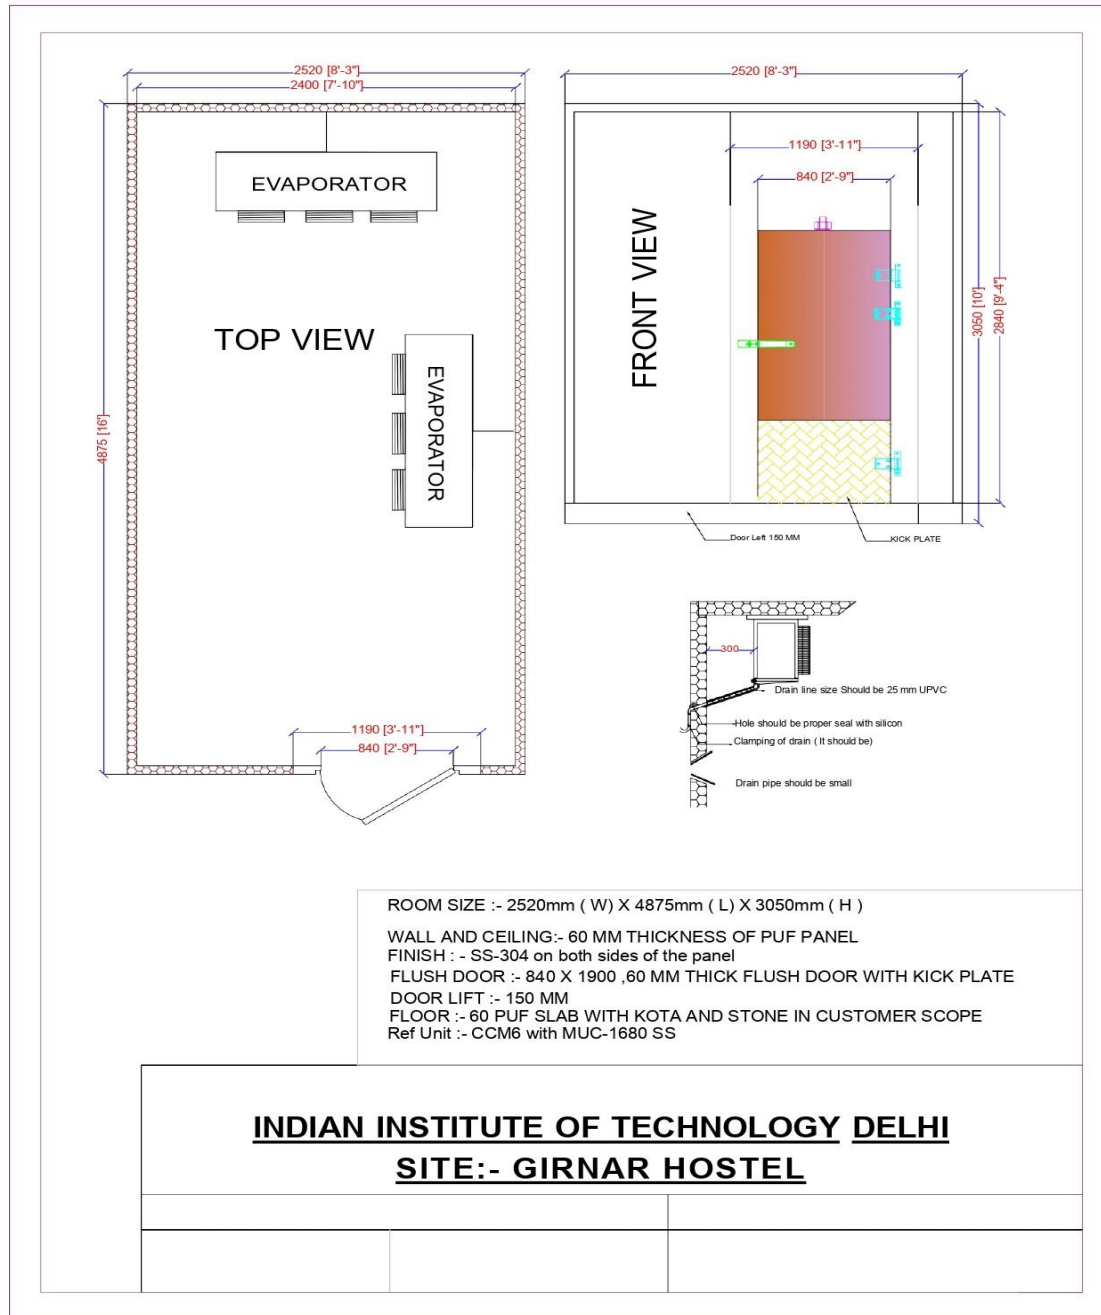 2520 [8'-3"]
2400 [7'-10"]
EVAPORATOR
TOP VIEW
EVAPORATOR
4875 [16']
1190 [3'-11"]
840 [2'-9"]
2520 [8'-3"]
1190 [3'-11"]
840 [2'-9"]
FRONT VIEW
3050 [10']
2840 [9'-4"]
Door Left 150 MM
KICK PLATE
300
Drain line size Should be 25 mm UPVC
Hole should be proper seal with silicon
Clamping of drain ( It should be)
Drain pipe should be small
ROOM SIZE :- 2520mm ( W) X 4875mm ( L) X 3050mm ( H )
WALL AND CEILING:- 60 MM THICKNESS OF PUF PANEL
FINISH : - SS-304 on both sides of the panel
FLUSH DOOR :- 840 X 1900 ,60 MM THICK FLUSH DOOR WITH KICK PLATE
DOOR LIFT :- 150 MM
FLOOR :- 60 PUF SLAB WITH KOTA AND STONE IN CUSTOMER SCOPE
Ref Unit :- CCM6 with MUC-1680 SS
INDIAN INSTITUTE OF TECHNOLOGY DELHI
SITE:- GIRNAR HOSTEL